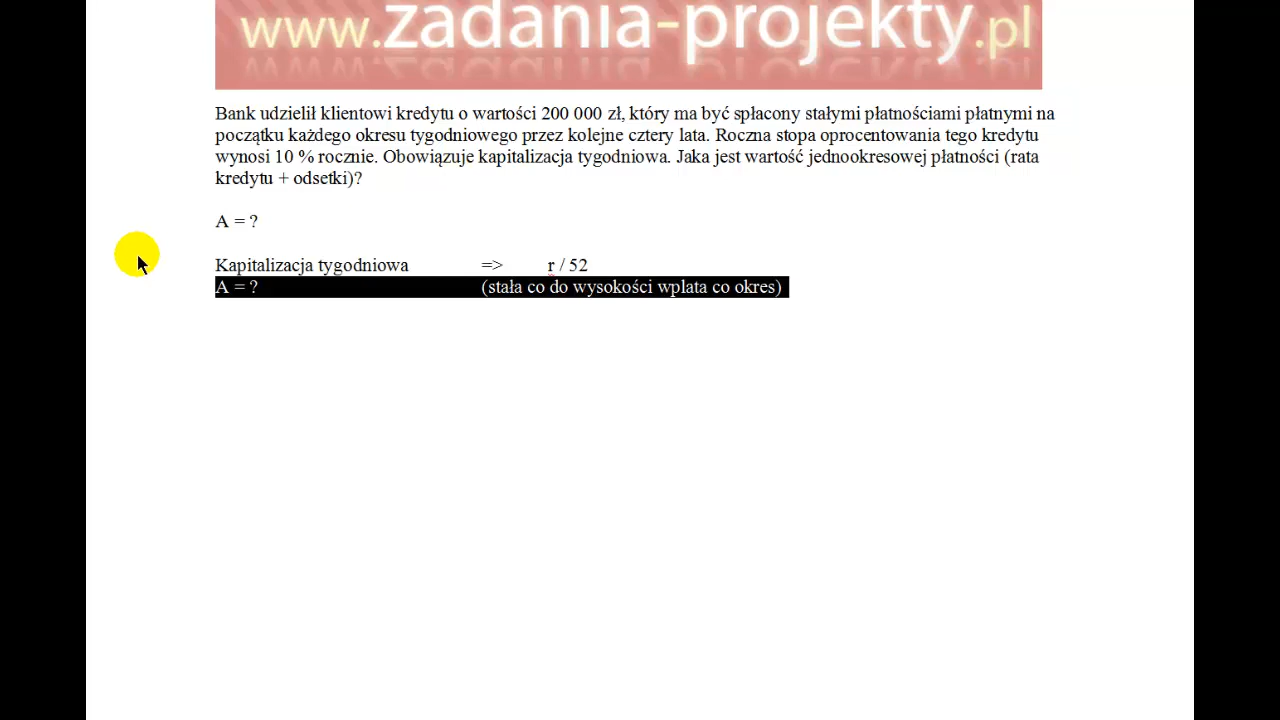 www.zadania-projekty.pl
Bank udzielił klientowi kredytu o wartości 200 000 zł, który ma być spłacony stałymi płatnościami płatnymi na
początku każdego okresu tygodniowego przez kolejne cztery lata. Roczna stopa oprocentowania tego kredytu
wynosi 10 % rocznie. Obowiązuje kapitalizacja tygodniowa. Jaka jest wartość jednookresowej płatności (rata
kredytu + odsetki)?
A = ?
Kapitalizacja tygodniowa => r / 52
A = ? (stała co do wysokości wplata co okres)